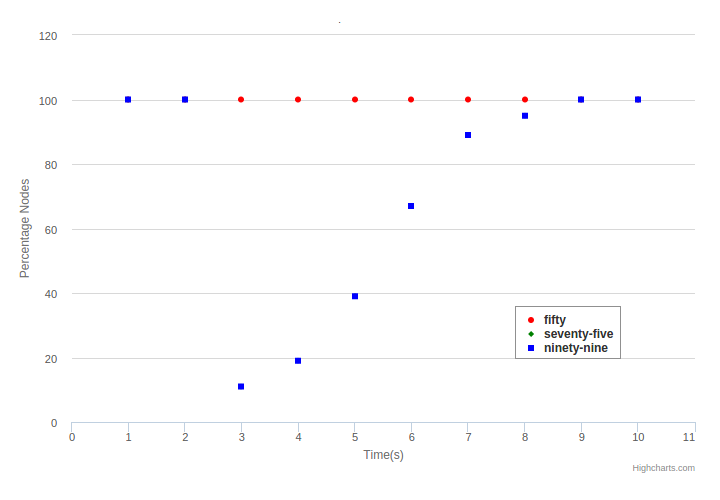 .
120
100
80
60
40
20
0
Percentage Nodes
fifty
seventy-five
ninety-nine
0 1 2 3 4 5 6 7 8 9 10 11
Time(s)
Highcharts.com